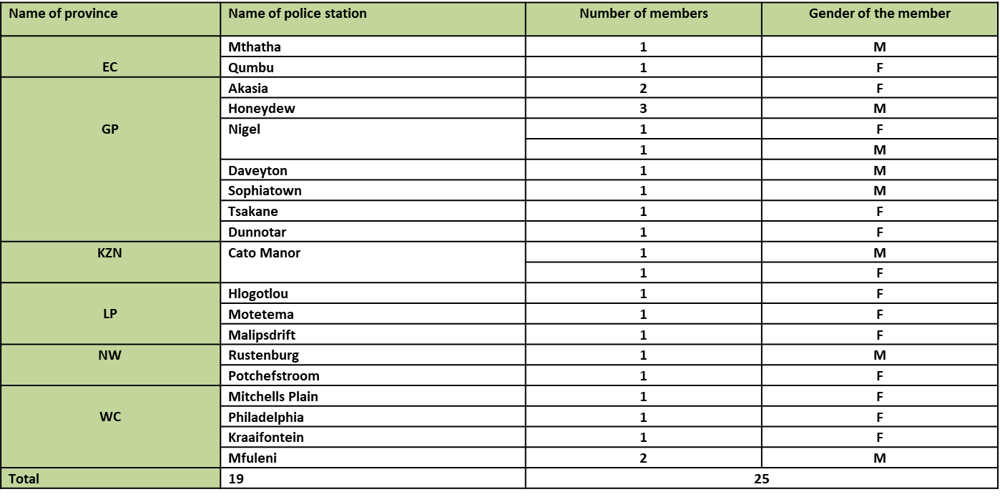 Name of province Name of police station Number of members Gender of the member
Mthatha 1 M
EC Qumbu 1 F
Akasia 2 F
Honeydew 3 M
GP Nigel 1 F
1 M
Daveyton 1 M
Sophiatown 1 M
Tsakane 1 F
Dunnotar 1 F
KZN Cato Manor 1 M
1 F
Hlogotlou 1 F
LP Motetema 1 F
Malipsdrift 1 F
NW Rustenburg 1 M
Potchefstroom 1 F
Mitchells Plain 1 F
WC Philadelphia 1 F
Kraaifontein 1 F
Mfuleni 2 M
Total 19 25